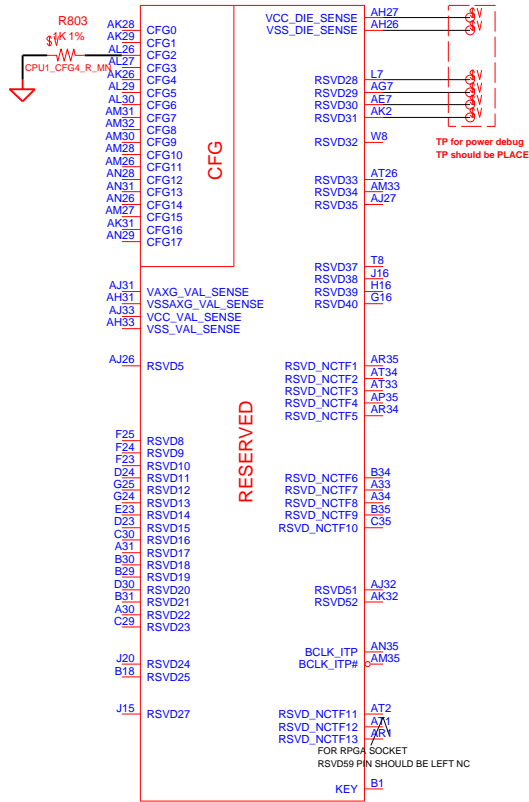 R803
1K 1%
CPU1_CFG4_R_MN
AK28 CFG0
AK29 CFG1
AL26 CFG2
AL27 CFG3
AK26 CFG4
AL29 CFG5
AL30 CFG6
AM31 CFG7
AM32 CFG8
AM30 CFG9
AM28 CFG10
AM26 CFG11
AN28 CFG12
AN31 CFG13
AN26 CFG14
AM27 CFG15
AK31 CFG16
AN29 CFG17
CFG
AJ31 VAXG_VAL_SENSE
AH31 VSSAXG_VAL_SENSE
AJ33 VCC_VAL_SENSE
AH33 VSS_VAL_SENSE
AJ26 RSVD5
RESERVED
F25 RSVD8
F24 RSVD9
F23 RSVD10
D24 RSVD11
G25 RSVD12
G24 RSVD13
E23 RSVD14
D23 RSVD15
C30 RSVD16
A31 RSVD17
B30 RSVD18
B29 RSVD19
D30 RSVD20
B31 RSVD21
A30 RSVD22
C29 RSVD23
J20 RSVD24
B18 RSVD25
J15 RSVD27
VCC_DIE_SENSE AH27
VSS_DIE_SENSE AH26
RSVD28 L7
RSVD29 AG7
RSVD30 AE7
RSVD31 AK2
RSVD32 W8
TP for power debug
TP should be PLACE
RSVD33 AT26
RSVD34 AM33
RSVD35 AJ27
RSVD37 T8
RSVD38 J16
RSVD39 H16
RSVD40 G16
RSVD_NCTF1 AR35
RSVD_NCTF2 AT34
RSVD_NCTF3 AT33
RSVD_NCTF4 AP35
RSVD_NCTF5 AR34
RSVD_NCTF6 B34
RSVD_NCTF7 A33
RSVD_NCTF8 A34
RSVD_NCTF9 B35
RSVD_NCTF10 C35
RSVD51 AJ32
RSVD52 AK32
BCLK_ITP AN35
BCLK_ITP# AM35
RSVD_NCTF11 AT2
RSVD_NCTF12 AT1
RSVD_NCTF13 AR1
FOR RPGA SOCKET
RSVD59 PIN SHOULD BE LEFT NC
KEY B1